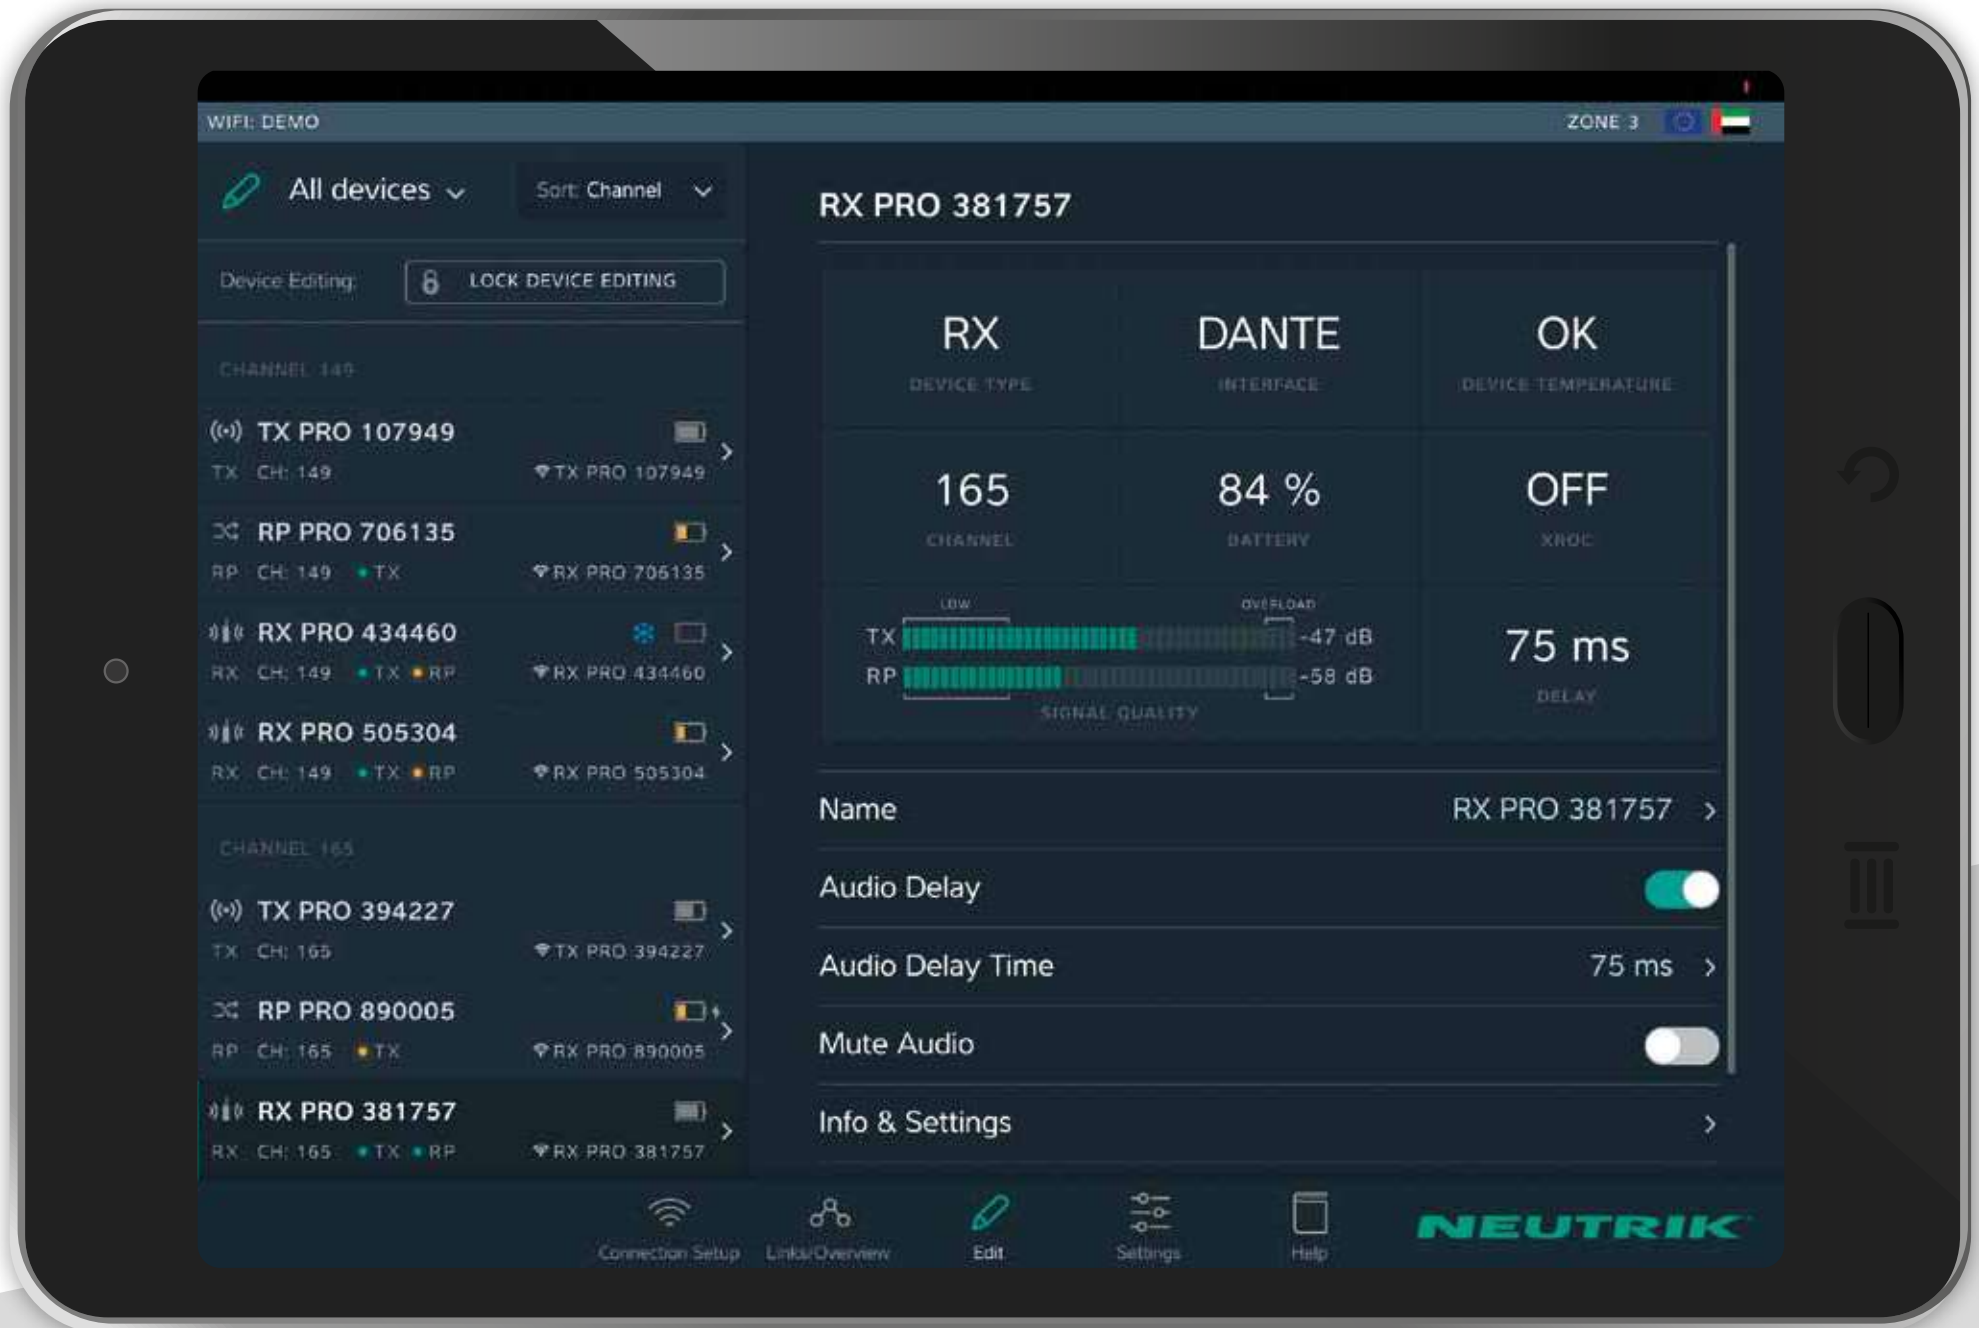 WIFI: DEMO
ZONE 3
All devices
Sort: Channel
Device Editing:
LOCK DEVICE EDITING
CHANNEL 149
TX PRO 107949
TX CH: 149
TX PRO 107949
RP PRO 706135
RP CH: 149 TX
RX PRO 706135
RX PRO 434460
RX CH: 149 TX RP
RX PRO 434460
RX PRO 505304
RX CH: 149 TX RP
RX PRO 505304
CHANNEL 165
TX PRO 394227
TX CH: 165
TX PRO 394227
RP PRO 890005
RP CH: 165 TX
RX PRO 890005
RX PRO 381757
RX CH: 165 TX RP
RX PRO 381757
RX PRO 381757
RX
DEVICE TYPE
DANTE
INTERFACE
OK
DEVICE TEMPERATURE
165
CHANNEL
84 %
BATTERY
OFF
XROC
LOW
OVERLOAD
TX -47 dB
RP -58 dB
SIGNAL QUALITY
75 ms
DELAY
Name
RX PRO 381757
Audio Delay
Audio Delay Time
75 ms
Mute Audio
Info & Settings
Connection Setup
Links/Overview
Edit
Settings
Help
NEUTRIK